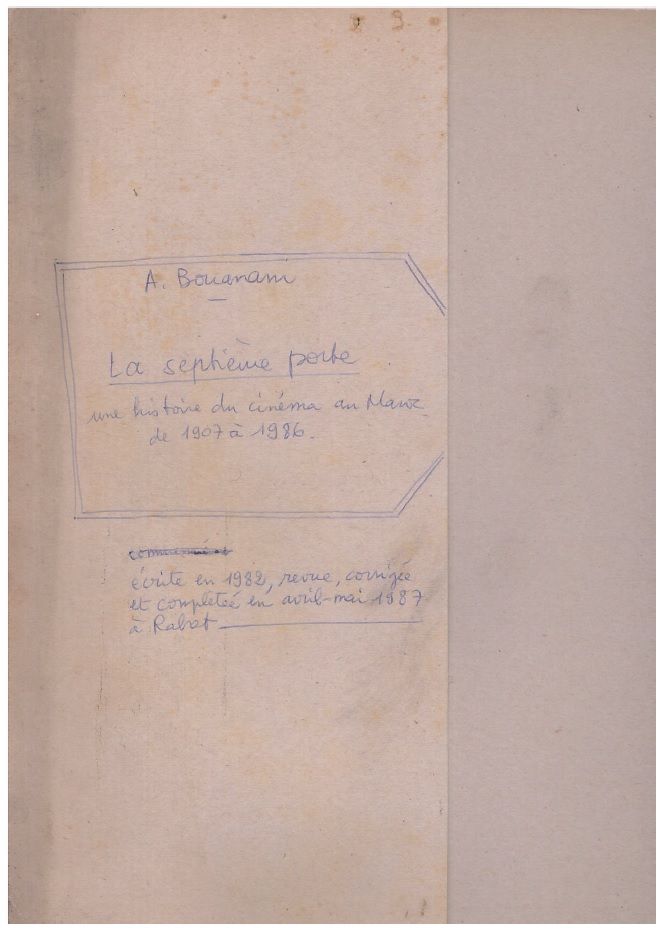 A. Bouanani
La septième porte
une histoire du cinéma au Maroc
de 1907 à 1986.
écrite en 1982, revue, corrigée
et complétée en avril-mai 1987
à Rabat